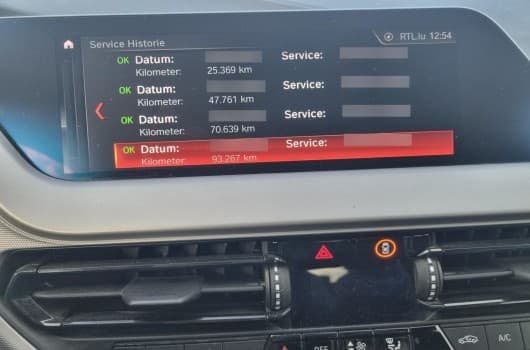 RTL.lu 12:54
Service Historie
OK Datum: Service:
Kilometer: 25.369 km
OK Datum: Service:
Kilometer: 47.761 km
OK Datum: Service:
Kilometer: 70.639 km
OK Datum: Service:
Kilometer: 93.267 km
A/C